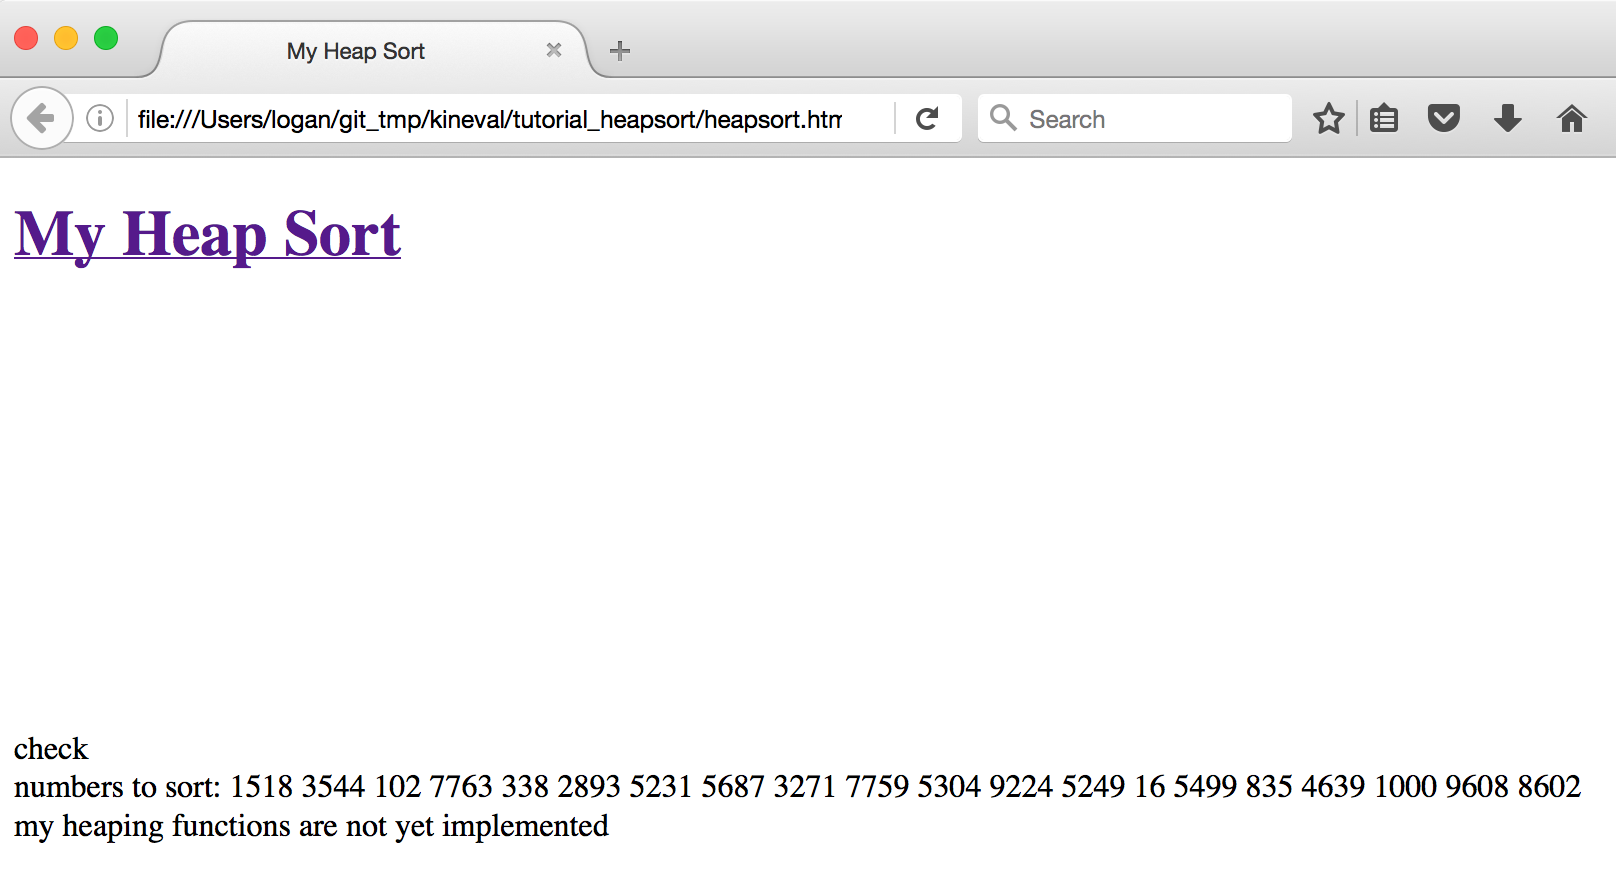 My Heap Sort
file:///Users/logan/git_tmp/kineval/tutorial_heapsort/heapsort.htm
Search
My Heap Sort
check
numbers to sort: 1518 3544 102 7763 338 2893 5231 5687 3271 7759 5304 9224 5249 16 5499 835 4639 1000 9608 8602
my heaping functions are not yet implemented